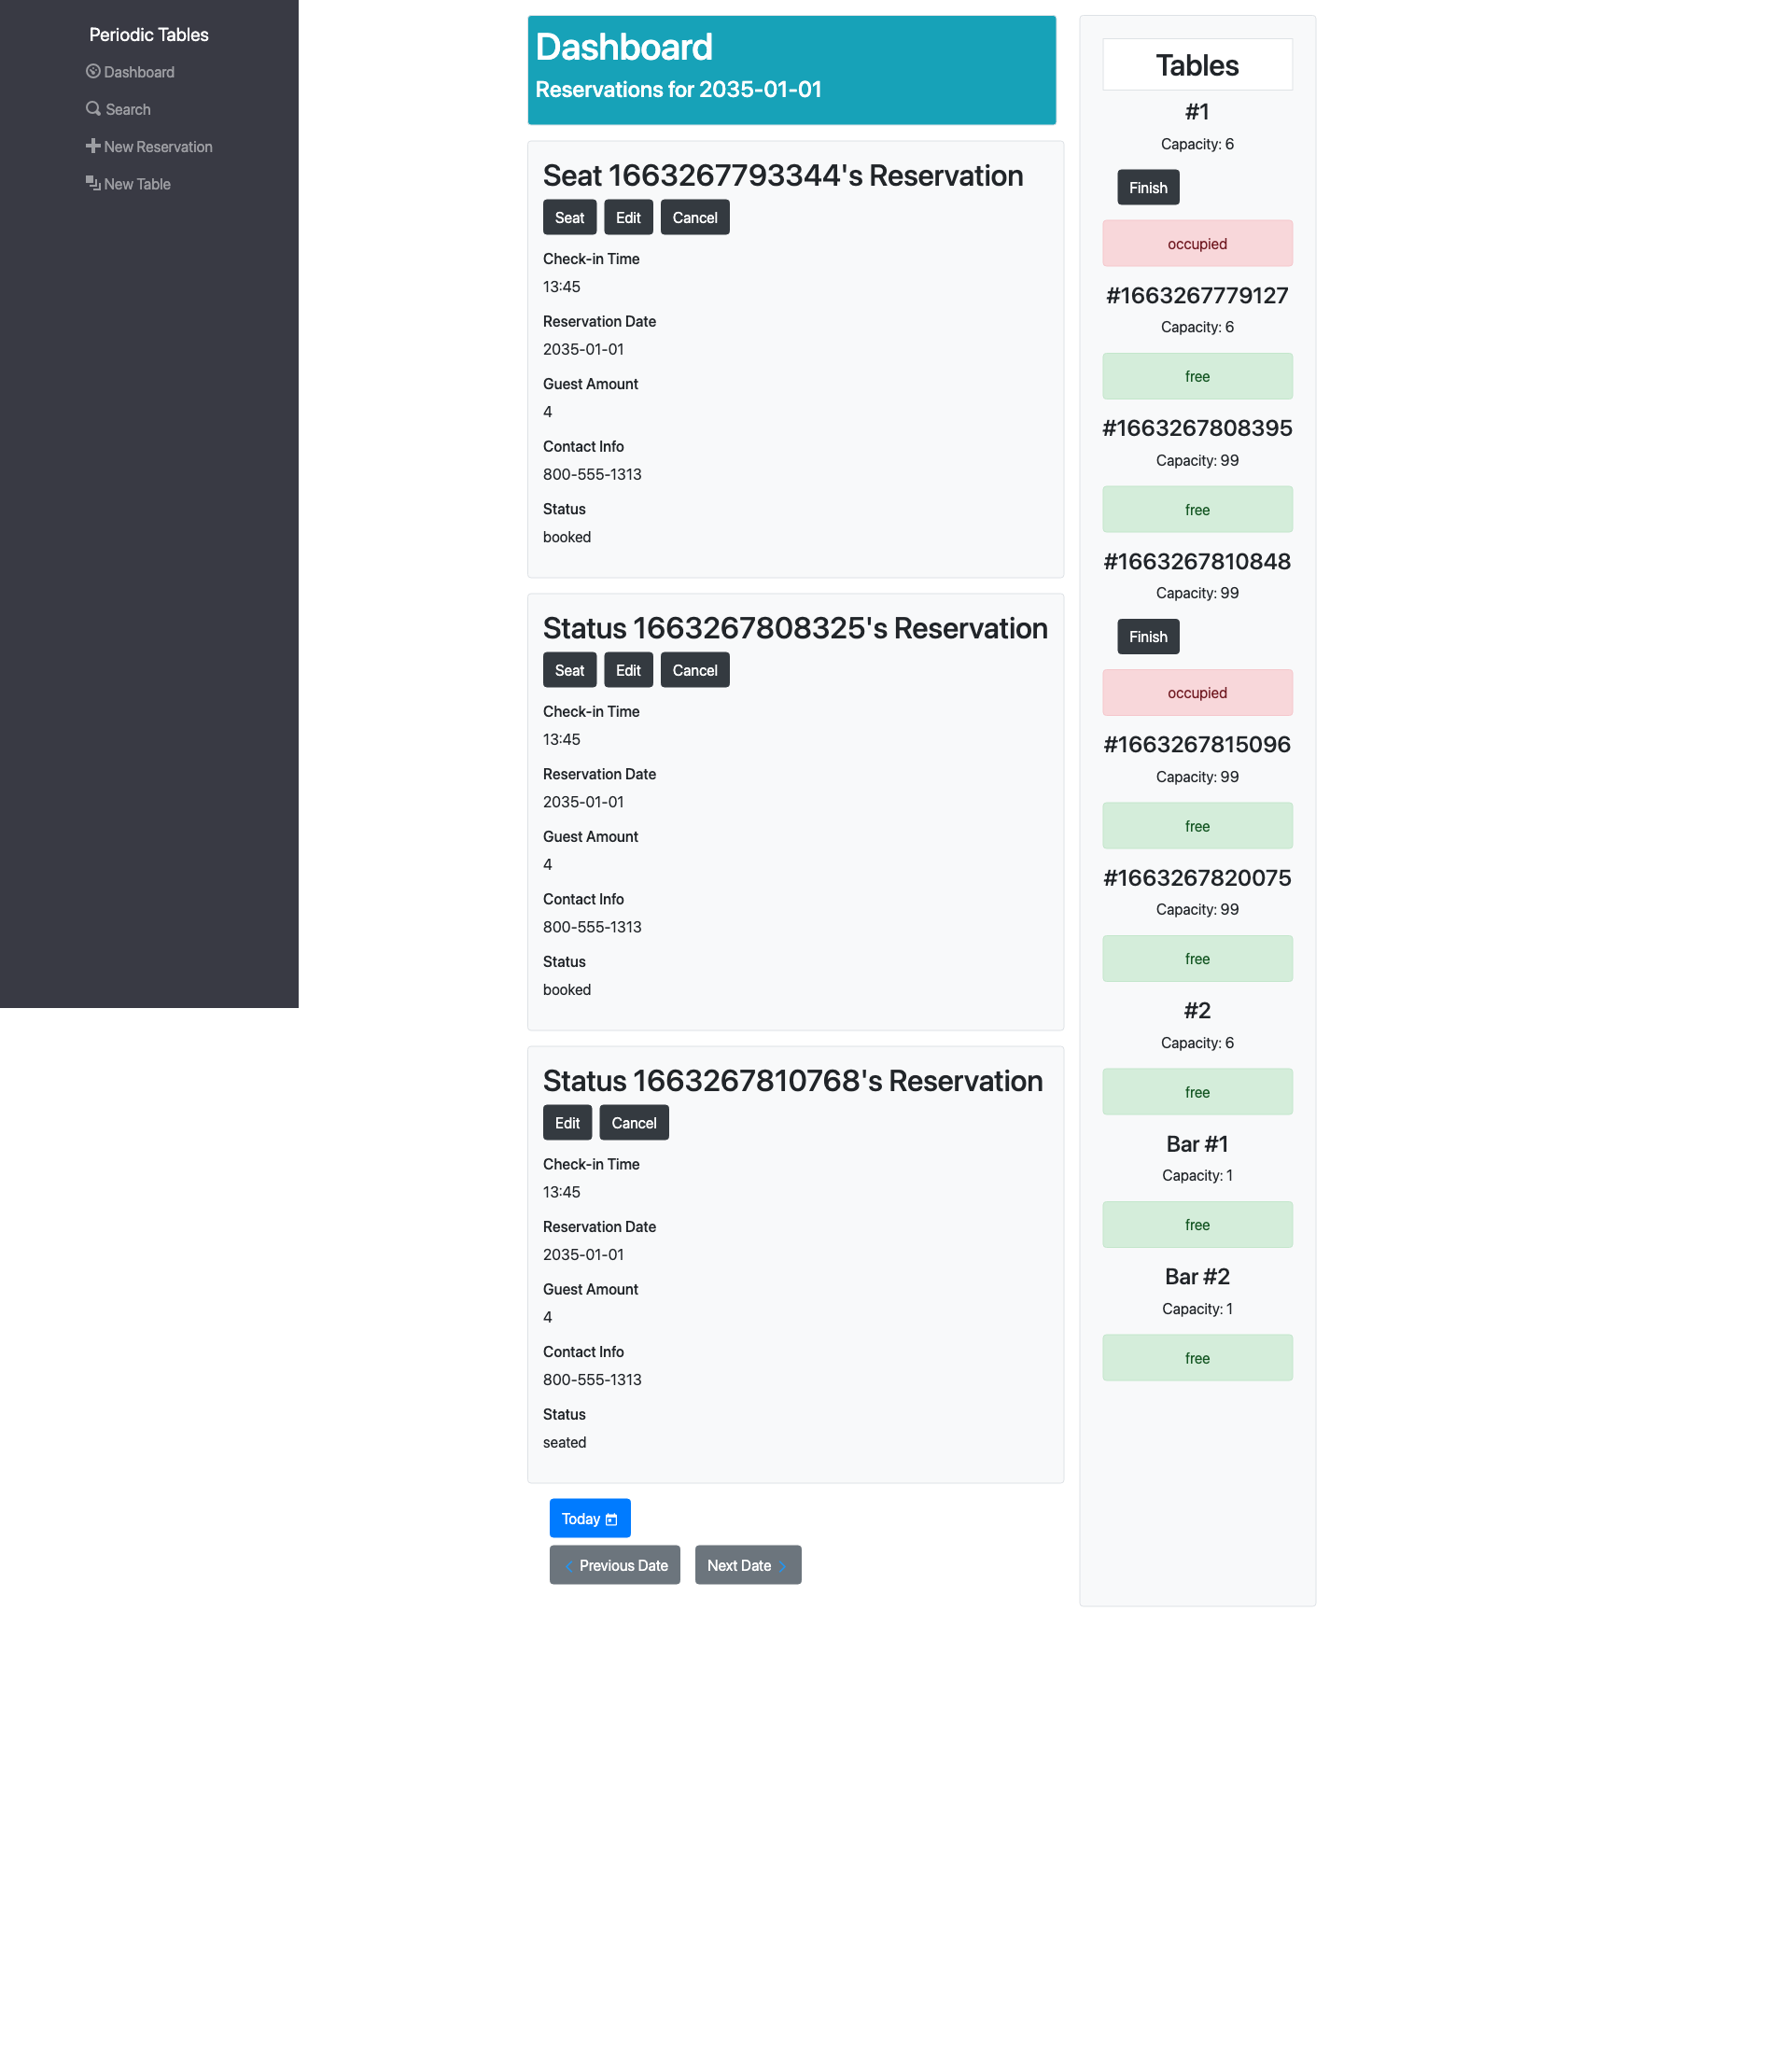 Periodic Tables
Dashboard
Search
New Reservation
New Table
Dashboard
Reservations for 2035-01-01
Seat 1663267793344's Reservation
Seat Edit Cancel
Check-in Time
13:45
Reservation Date
2035-01-01
Guest Amount
4
Contact Info
800-555-1313
Status
booked
Status 1663267808325's Reservation
Seat Edit Cancel
Check-in Time
13:45
Reservation Date
2035-01-01
Guest Amount
4
Contact Info
800-555-1313
Status
booked
Status 1663267810768's Reservation
Edit Cancel
Check-in Time
13:45
Reservation Date
2035-01-01
Guest Amount
4
Contact Info
800-555-1313
Status
seated
Today
Previous Date Next Date
Tables
#1
Capacity: 6
Finish
occupied
#1663267779127
Capacity: 6
free
#1663267808395
Capacity: 99
free
#1663267810848
Capacity: 99
Finish
occupied
#1663267815096
Capacity: 99
free
#1663267820075
Capacity: 99
free
#2
Capacity: 6
free
Bar #1
Capacity: 1
free
Bar #2
Capacity: 1
free